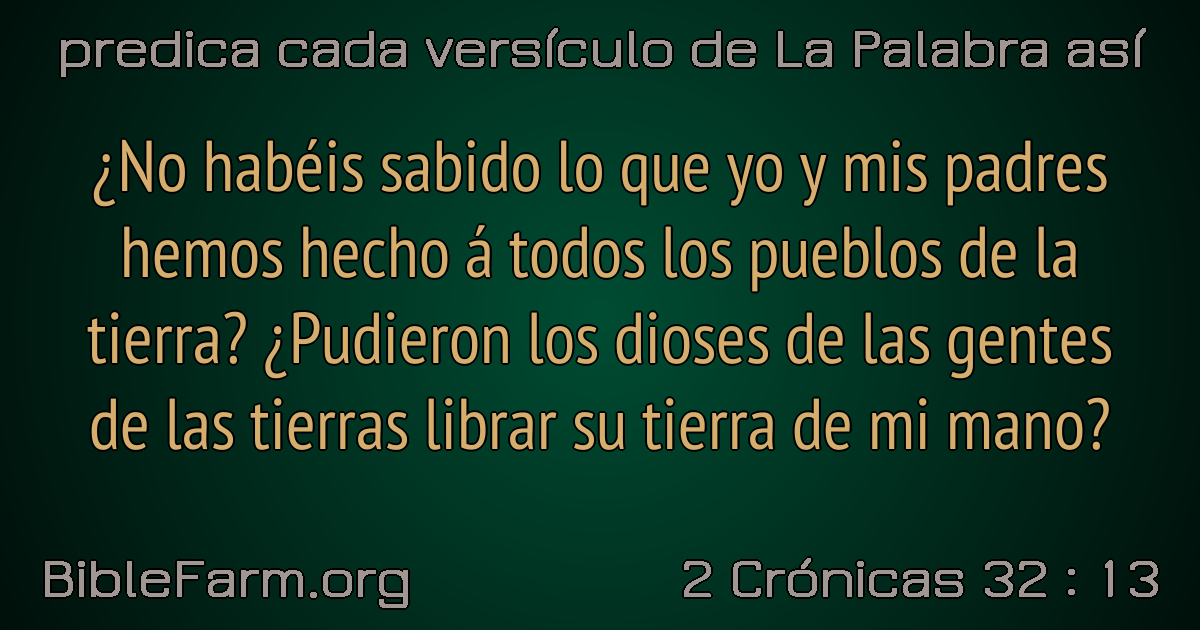 predica cada versículo de La Palabra así
¿No habéis sabido lo que yo y mis padres
hemos hecho á todos los pueblos de la
tierra? ¿Pudieron los dioses de las gentes
de las tierras librar su tierra de mi mano?
BibleFarm.org
2 Crónicas 32 : 13